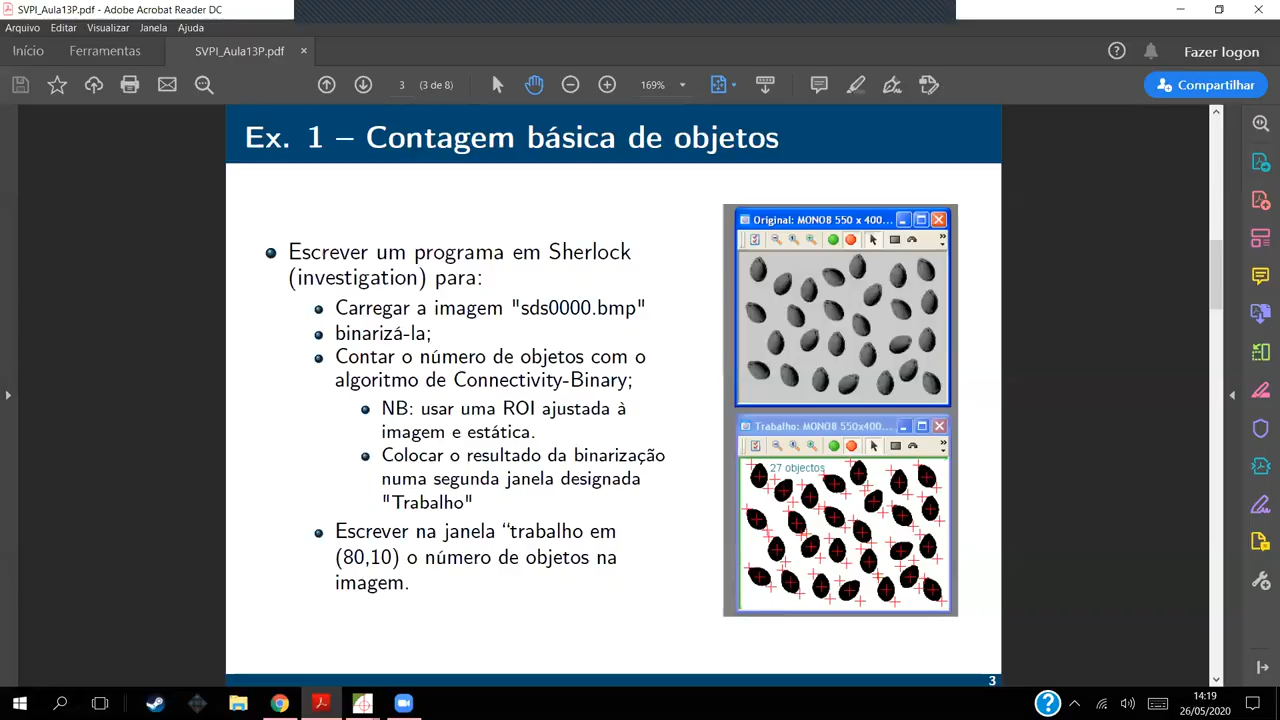 SVPI_Aula13P.pdf - Adobe Acrobat Reader DC
Arquivo Editar Visualizar Janela Ajuda
Início Ferramentas SVPI_Aula13P.pdf × Fazer logon
3 (3 de 8) 169% Compartilhar
Ex. 1 – Contagem básica de objetos
Escrever um programa em Sherlock
(investigation) para:
Carregar a imagem "sds0000.bmp"
binarizá-la;
Contar o número de objetos com o
algoritmo de Connectivity-Binary;
NB: usar uma ROI ajustada à
imagem e estática.
Colocar o resultado da binarização
numa segunda janela designada
"Trabalho"
Escrever na janela “trabalho em
(80,10) o número de objetos na
imagem.
Original: MONO8 550 x 400...
Trabalho: MONO8 550x400...
27 objectos
3
14:19
26/05/2020